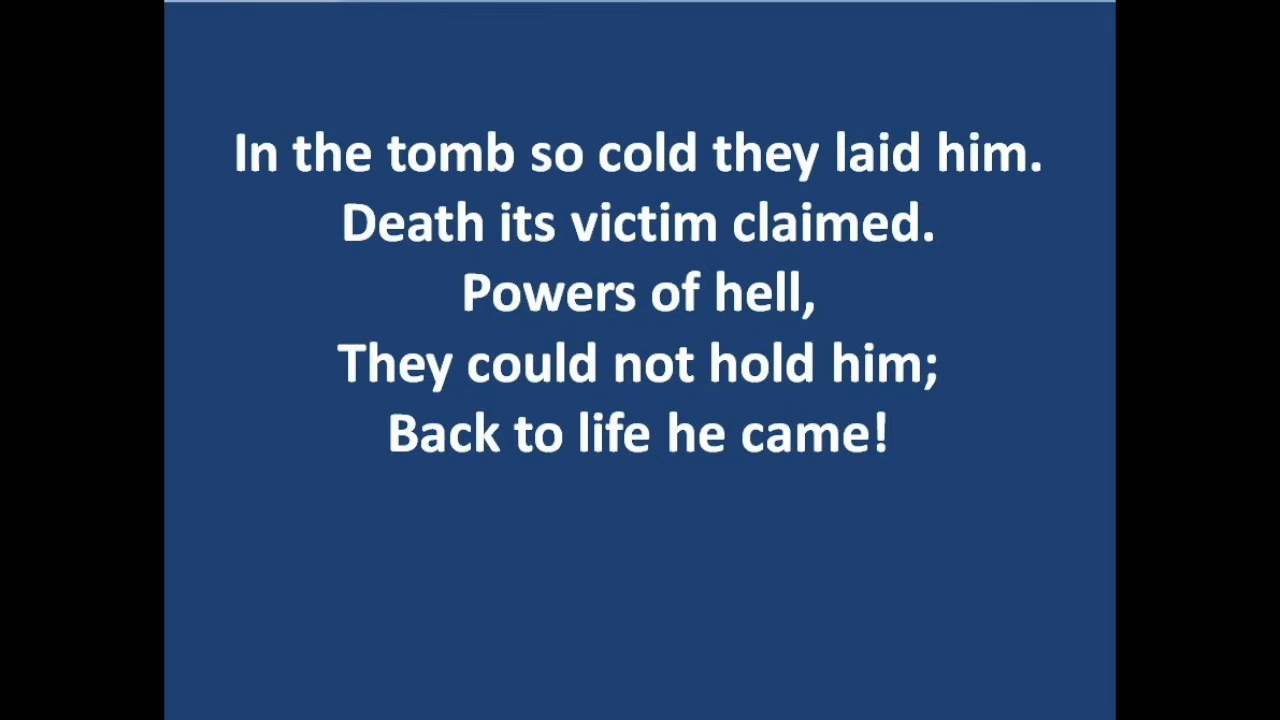 In the tomb so cold they laid him.
Death its victim claimed.
Powers of hell,
They could not hold him;
Back to life he came!